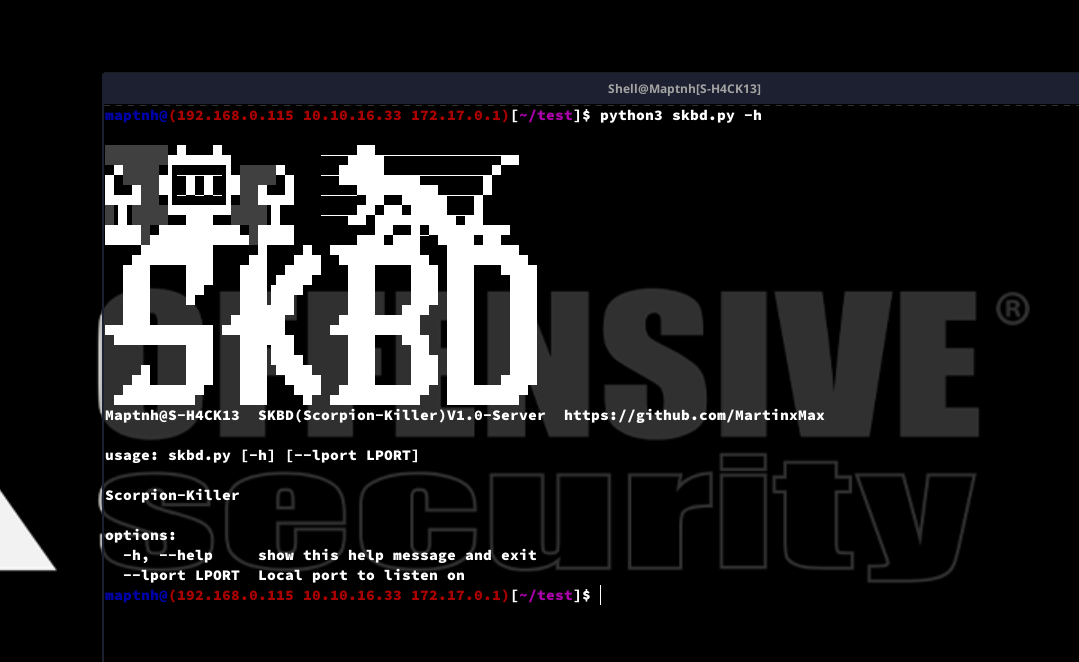 Shell@Maptnh[S-H4CK13]
maptnh@(192.168.0.115 10.10.16.33 172.17.0.1)[~/test]$ python3 skbd.py -h
SKBD
OFFENSIVE®
security
Maptnh@S-H4CK13  SKBD(Scorpion-Killer)V1.0-Server  https://github.com/MartinxMax
usage: skbd.py [-h] [--lport LPORT]
Scorpion-Killer
options:
  -h, --help     show this help message and exit
  --lport LPORT  Local port to listen on
maptnh@(192.168.0.115 10.10.16.33 172.17.0.1)[~/test]$